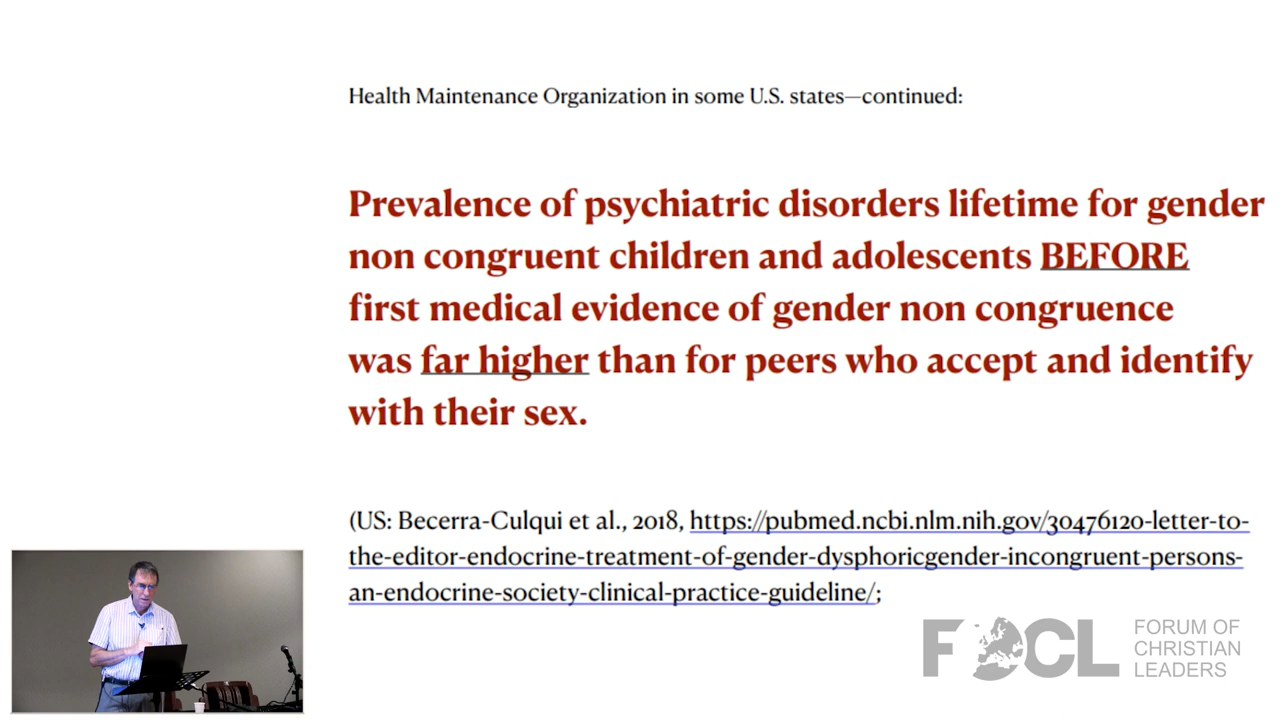 Health Maintenance Organization in some U.S. states—continued:
Prevalence of psychiatric disorders lifetime for gender
non congruent children and adolescents BEFORE
first medical evidence of gender non congruence
was far higher than for peers who accept and identify
with their sex.
(US: Becerra-Culqui et al., 2018, https://pubmed.ncbi.nlm.nih.gov/30476120-letter-to-
the-editor-endocrine-treatment-of-gender-dysphoricgender-incongruent-persons-
an-endocrine-society-clinical-practice-guideline/;
FOCL
FORUM OF
CHRISTIAN
LEADERS